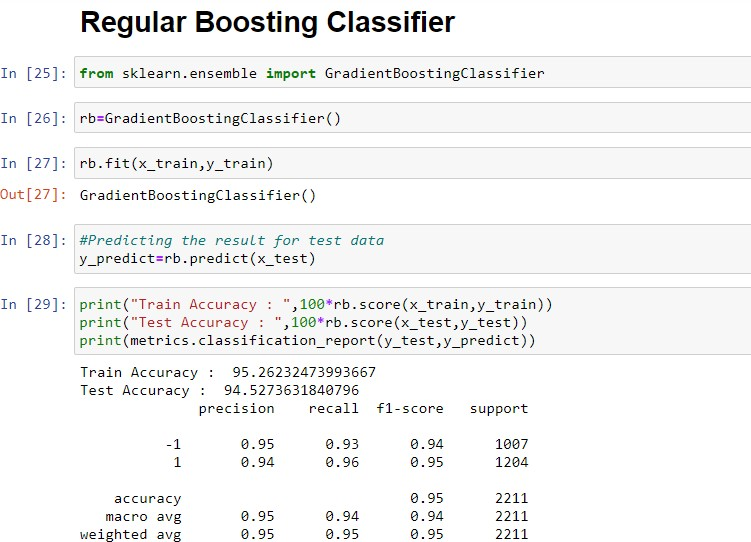 Regular Boosting Classifier
In [25]: from sklearn.ensemble import GradientBoostingClassifier
In [26]: rb=GradientBoostingClassifier()
In [27]: rb.fit(x_train,y_train)
Out[27]: GradientBoostingClassifier()
In [28]: #Predicting the result for test data
y_predict=rb.predict(x_test)
In [29]: print("Train Accuracy : ",100*rb.score(x_train,y_train))
print("Test Accuracy : ",100*rb.score(x_test,y_test))
print(metrics.classification_report(y_test,y_predict))
Train Accuracy :  95.26232473993667
Test Accuracy :  94.5273631840796
precision    recall  f1-score   support
-1       0.95      0.93      0.94      1007
1       0.94      0.96      0.95      1204
accuracy                           0.95      2211
macro avg       0.95      0.94      0.94      2211
weighted avg       0.95      0.95      0.95      2211